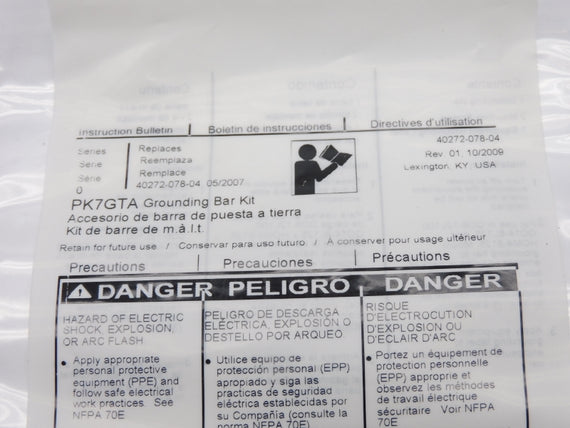 Instruction Bulletin
Boletín de instrucciones
Directives d'utilisation
Series
Serie
Série
0
Replaces
Reemplaza
Remplace
40272-078-04 05/2007
40272-078-04
Rev. 01, 10/2009
Lexington, KY, USA
PK7GTA Grounding Bar Kit
Accesorio de barra de puesta a tierra
Kit de barre de m.à.l.t.
Retain for future use / Conservar para uso futuro / À conserver pour usage ultérieur
Precautions
Precauciones
Précautions
DANGER PELIGRO DANGER
HAZARD OF ELECTRIC
SHOCK, EXPLOSION,
OR ARC FLASH
• Apply appropriate
personal protective
equipment (PPE) and
follow safe electrical
work practices. See
NFPA 70E
PELIGRO DE DESCARGA
ELÉCTRICA, EXPLOSIÓN O
DESTELLO POR ARQUEO
• Utilice equipo de
protección personal (EPP)
apropiado y siga las
practicas de seguridad
eléctrica establecidas por
su Compañía (consulte la
norma NFPA 70E)
RISQUE
D'ÉLECTROCUTION
D'EXPLOSION OU
D'ÉCLAIR D'ARC
• Portez un équipement de
protection personnelle
(EPP) approprie et
observez les méthodes
de travail électrique
sécuritaire Voir NFPA
70E